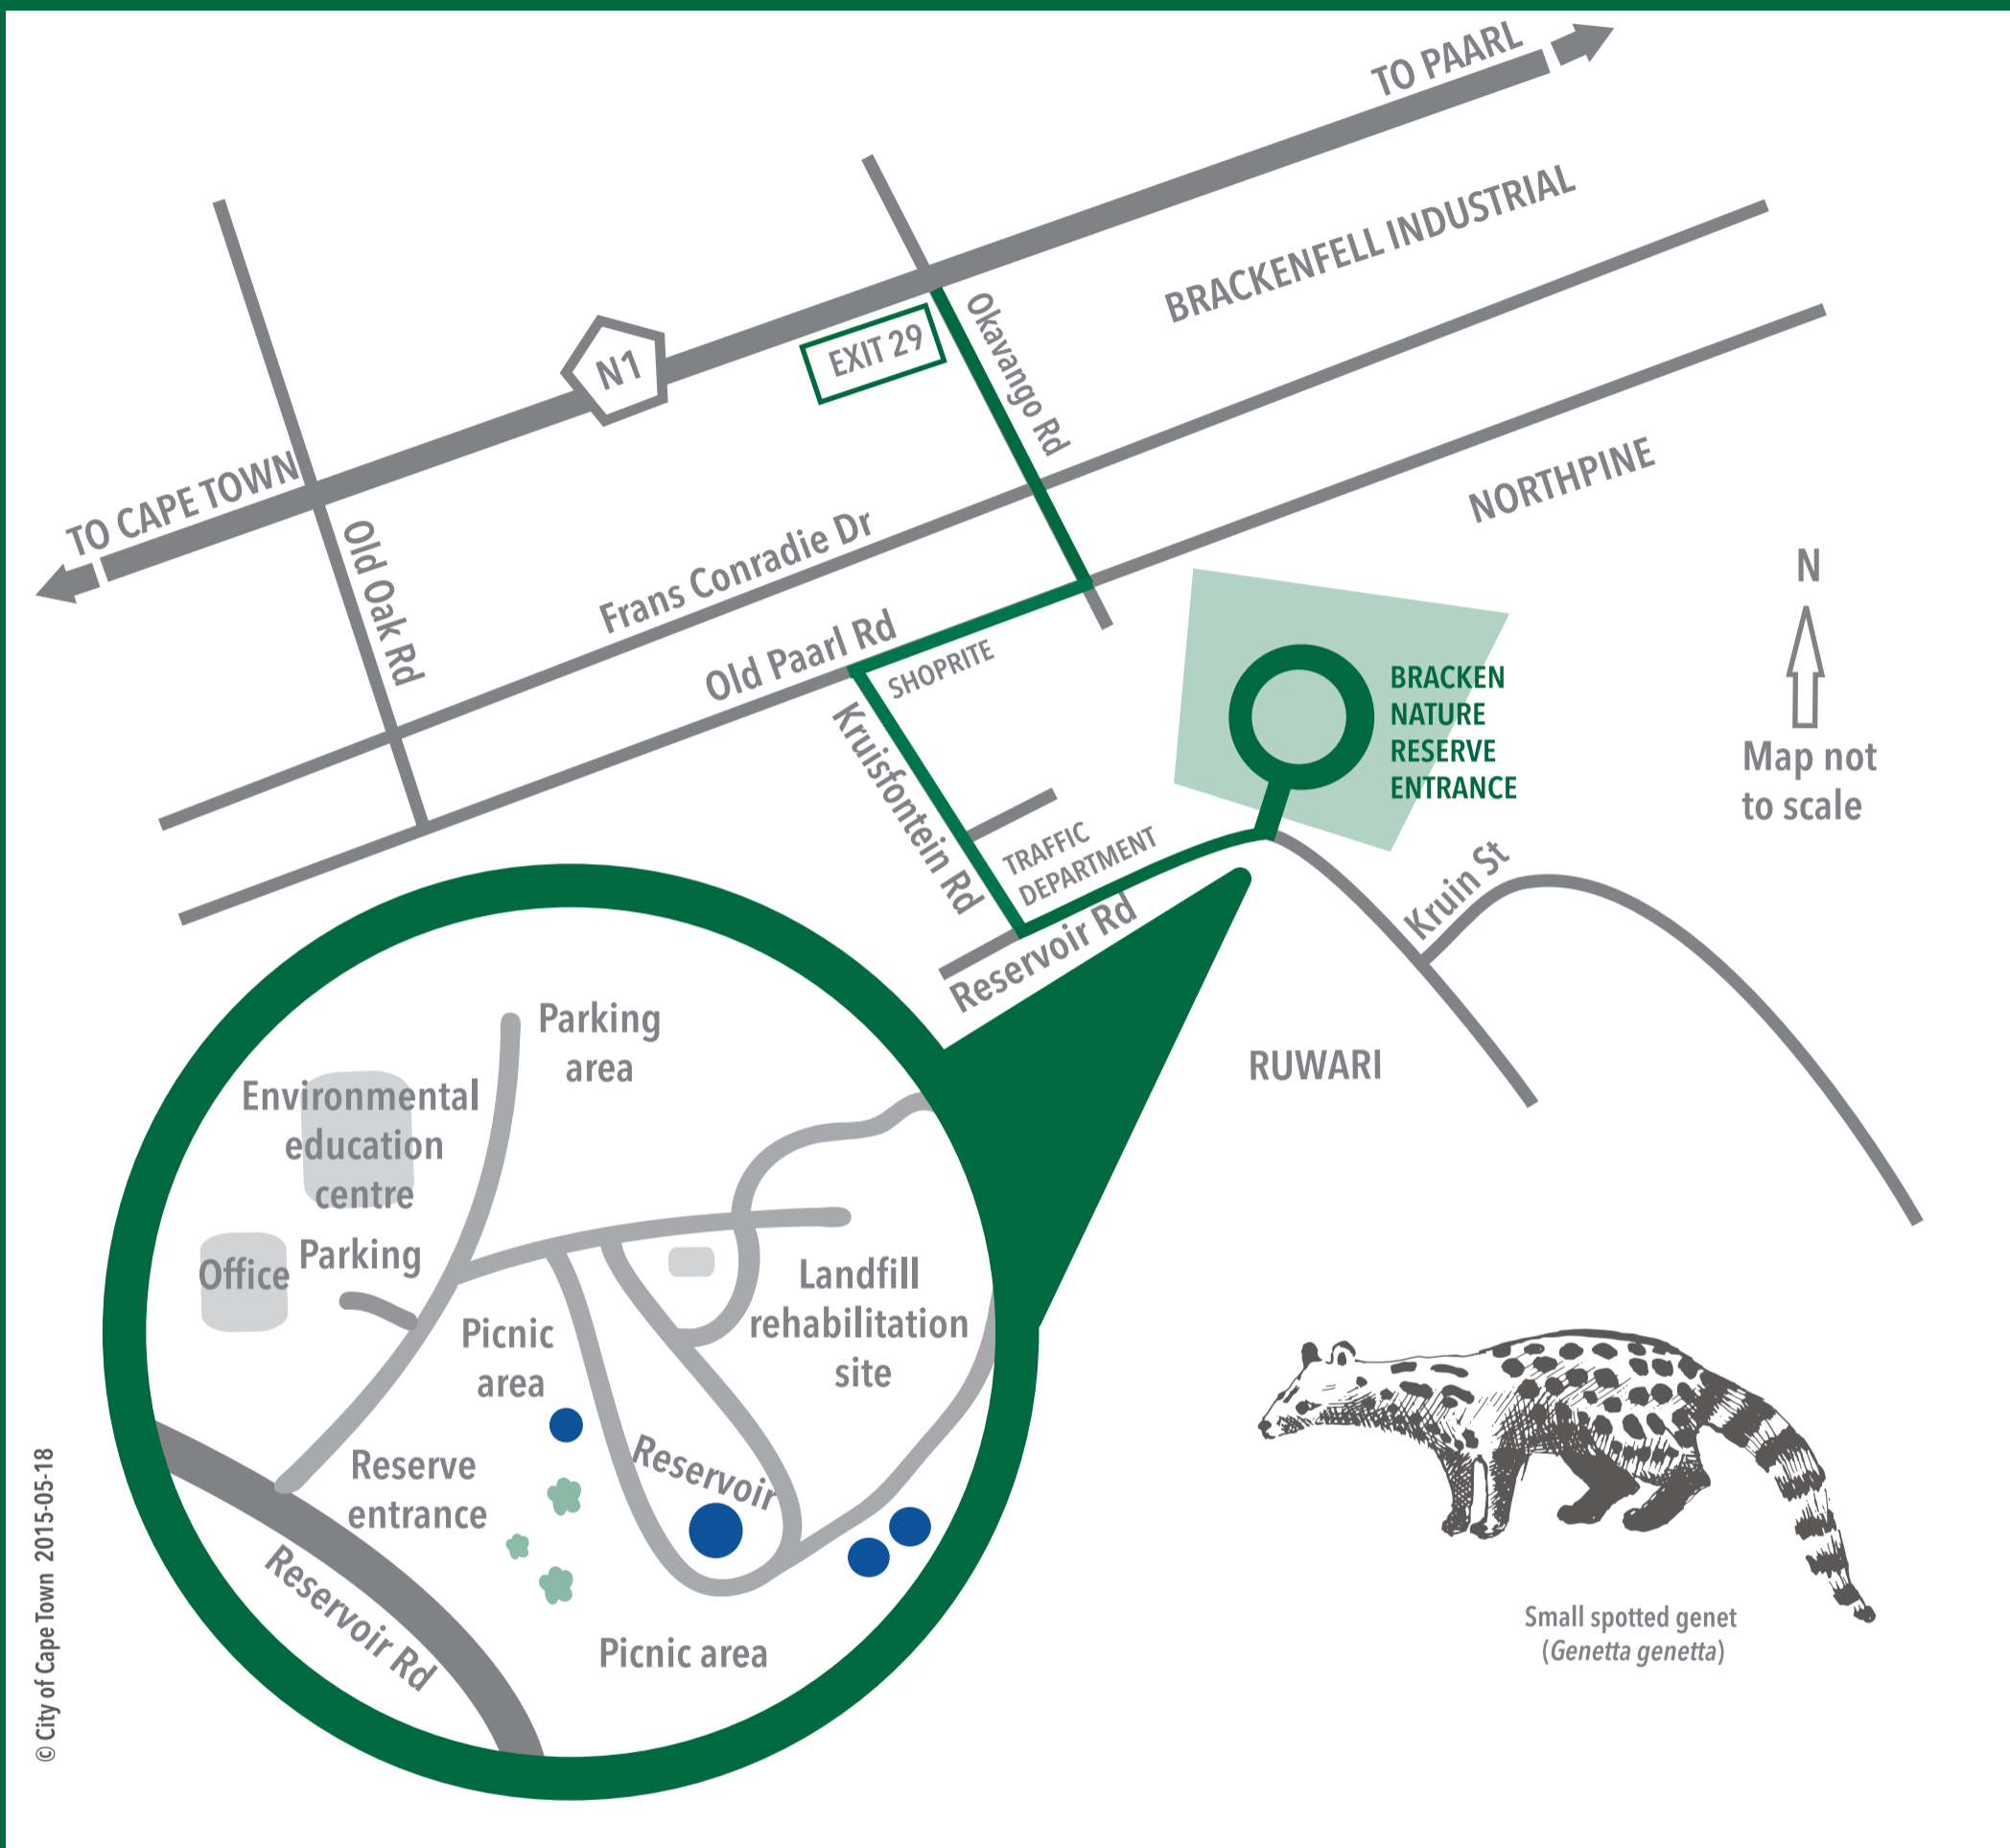 TO PAARL
BRACKENFELL INDUSTRIAL
N1
EXIT 29
Okavango Rd
TO CAPE TOWN
Old Oak Rd
Frans Conradie Dr
NORTHPINE
Old Paarl Rd
SHOPRITE
N
Map not
to scale
BRACKEN
NATURE
RESERVE
ENTRANCE
Kruisfontein Rd
TRAFFIC
DEPARTMENT
Reservoir Rd
Kruin St
RUWARI
Parking
area
Environmental
education
centre
Parking
Office
Picnic
area
Landfill
rehabilitation
site
Reserve
entrance
Reservoir
Reservoir Rd
Picnic area
Small spotted genet
(Genetta genetta)
© City of Cape Town 2015-05-18